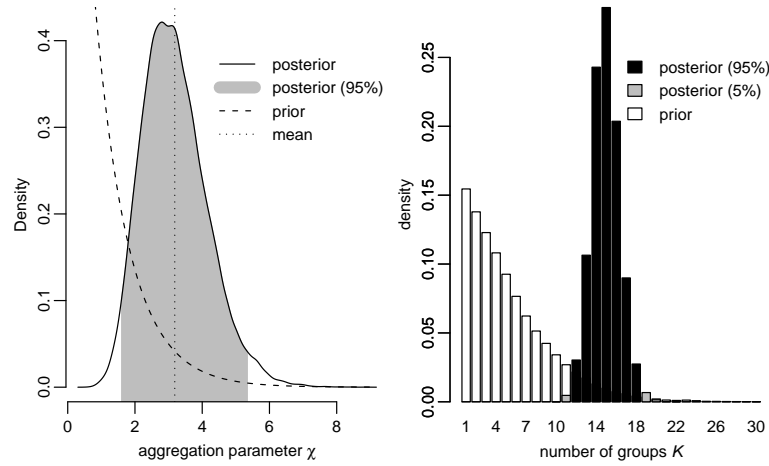 Density
0.0 0.1 0.2 0.3 0.4
0 2 4 6 8
aggregation parameter χ
posterior
posterior (95%)
prior
mean
density
0.00 0.05 0.10 0.15 0.20 0.25
1 4 7 10 14 18 22 26 30
number of groups K
posterior (95%)
posterior (5%)
prior